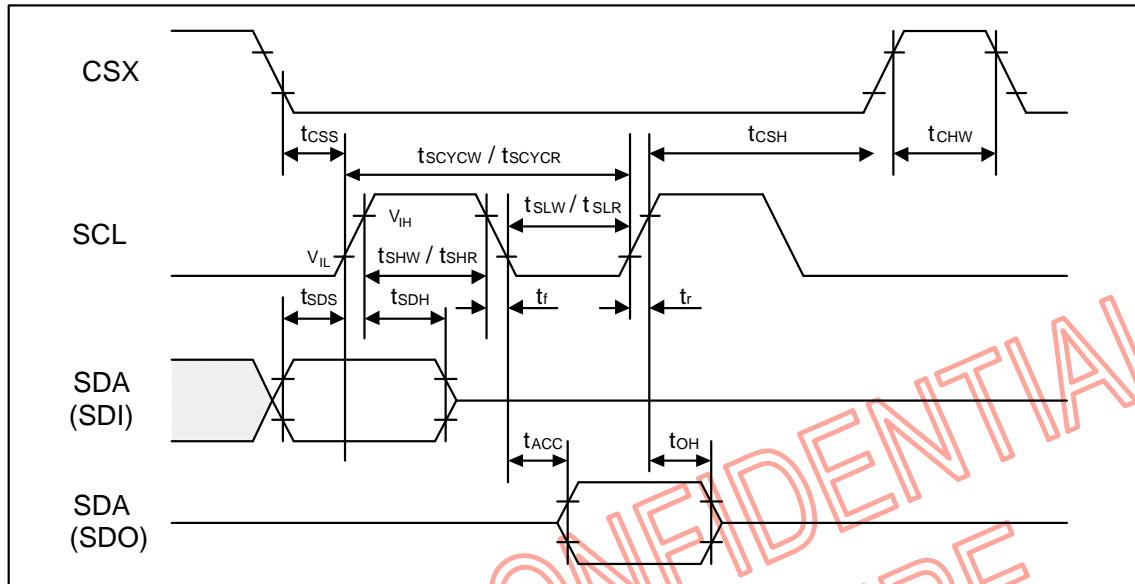 CSX
tCSS
tCSH
tCHW
tSCYCW / tSCYCR
tSLW / tSLR
SCL
VIH
VIL
tSHW / tSHR
tSDS
tSDH
tf
tr
SDA
(SDI)
tACC
tOH
SDA
(SDO)